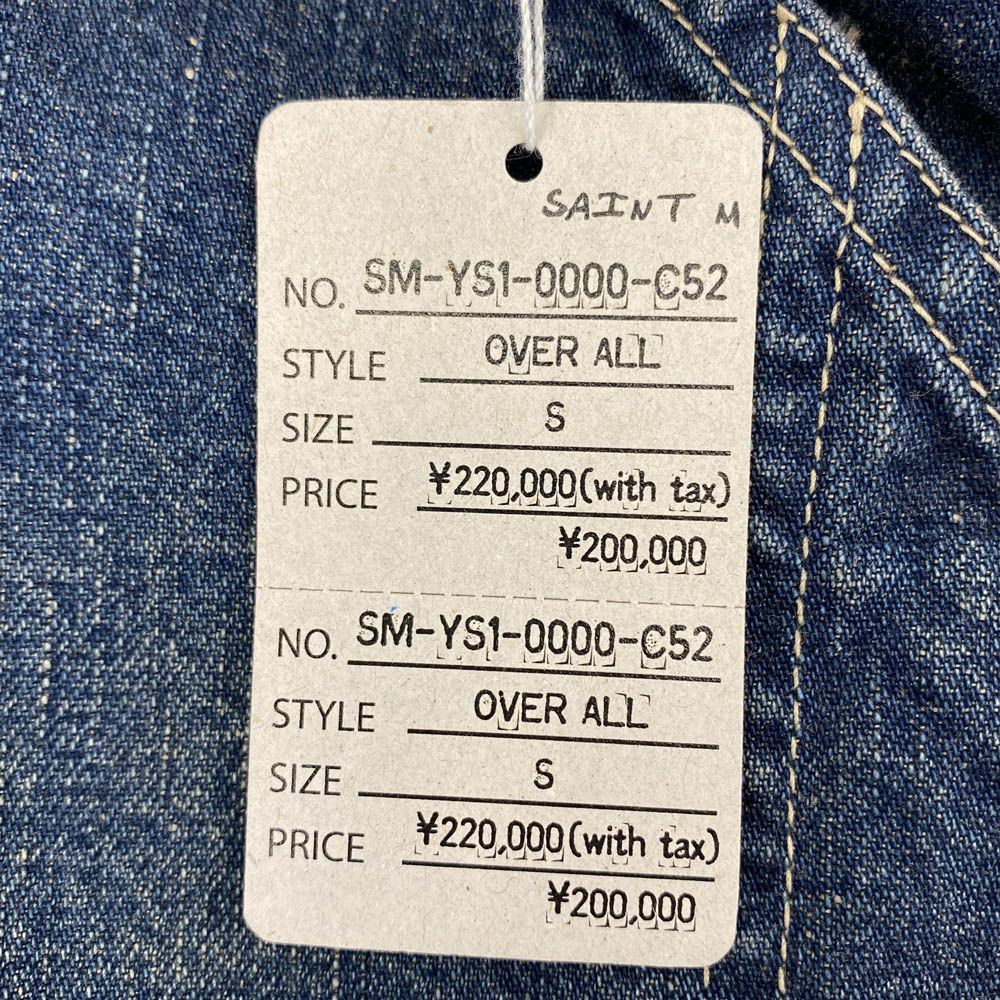 SAINT M
NO. SM-YS1-0000-C52
STYLE OVER ALL
SIZE S
PRICE ¥220,000(with tax)
¥200,000
NO. SM-YS1-0000-C52
STYLE OVER ALL
SIZE S
PRICE ¥220,000(with tax)
¥200,000